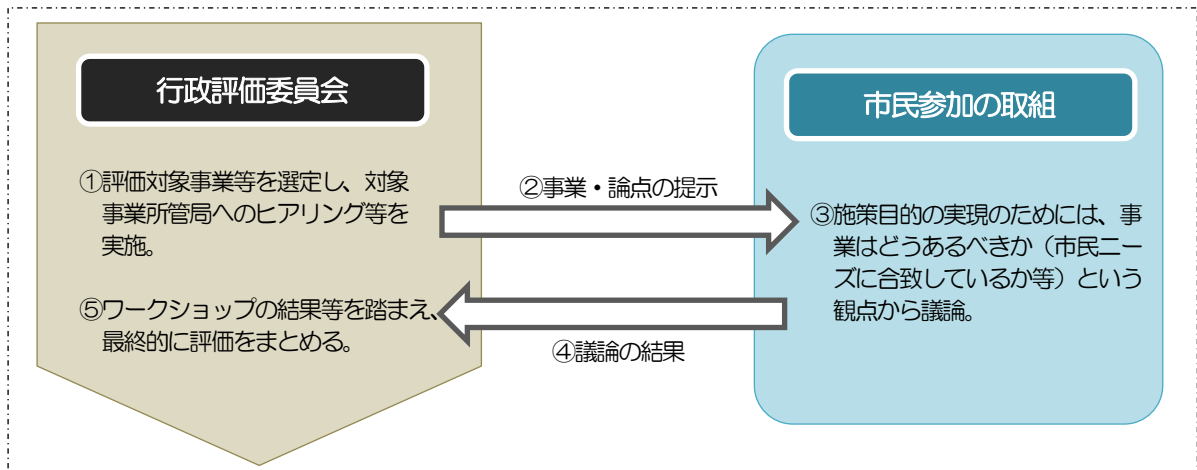 行政評価委員会
①評価対象事業等を選定し、対象
事業所管局へのヒアリング等を
実施。
⑤ワークショップの結果等を踏まえ、
最終的に評価をまとめる。
②事業・論点の提示
④議論の結果
市民参加の取組
③施策目的の実現のためには、事
業はどうあるべきか（市民ニー
ズに合致しているか等）という
観点から議論。